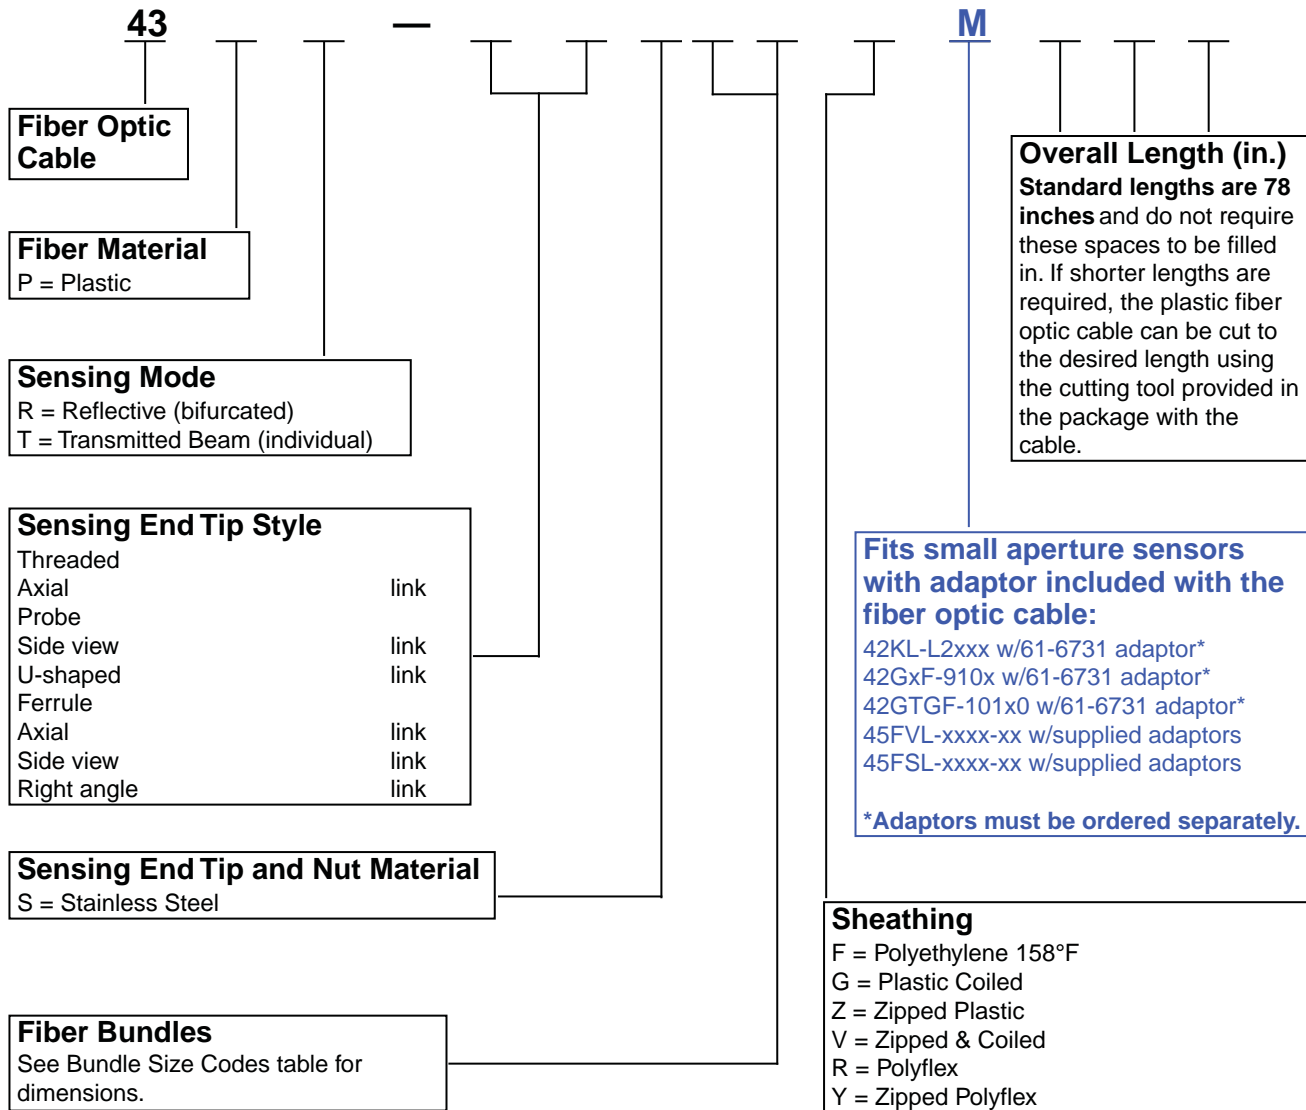 43 — M
Fiber Optic
Cable
Fiber Material
P = Plastic
Sensing Mode
R = Reflective (bifurcated)
T = Transmitted Beam (individual)
Sensing End Tip Style
Threaded
Axial link
Probe
Side view link
U-shaped link
Ferrule
Axial link
Side view link
Right angle link
Sensing End Tip and Nut Material
S = Stainless Steel
Fiber Bundles
See Bundle Size Codes table for
dimensions.
Overall Length (in.)
Standard lengths are 78
inches and do not require
these spaces to be filled
in. If shorter lengths are
required, the plastic fiber
optic cable can be cut to
the desired length using
the cutting tool provided in
the package with the
cable.
Fits small aperture sensors
with adaptor included with the
fiber optic cable:
42KL-L2xxx w/61-6731 adaptor*
42GxF-910x w/61-6731 adaptor*
42GTGF-101x0 w/61-6731 adaptor*
45FVL-xxxx-xx w/supplied adaptors
45FSL-xxxx-xx w/supplied adaptors
*Adaptors must be ordered separately.
Sheathing
F = Polyethylene 158°F
G = Plastic Coiled
Z = Zipped Plastic
V = Zipped & Coiled
R = Polyflex
Y = Zipped Polyflex